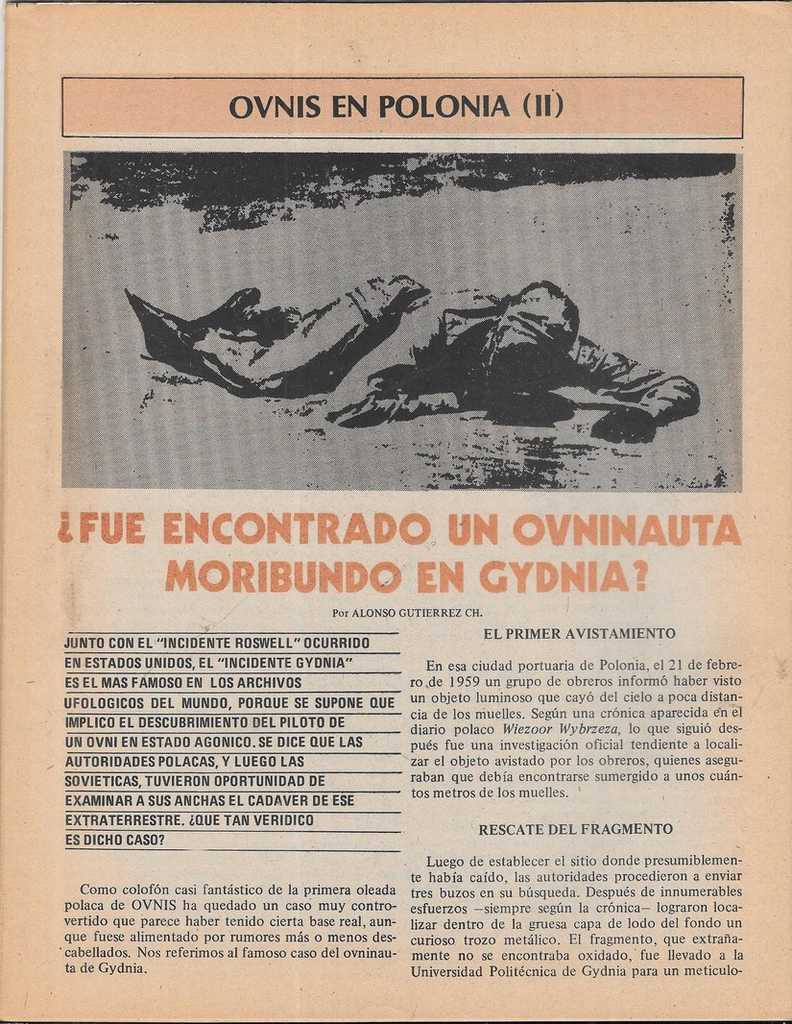 OVNIS EN POLONIA (II)
¿FUE ENCONTRADO UN OVNINAUTA
MORIBUNDO EN GYDNIA?
Por ALONSO GUTIERREZ CH.
JUNTO CON EL "INCIDENTE ROSWELL" OCURRIDO
EN ESTADOS UNIDOS, EL "INCIDENTE GYDNIA"
ES EL MAS FAMOSO EN LOS ARCHIVOS
UFOLOGICOS DEL MUNDO, PORQUE SE SUPONE QUE
IMPLICO EL DESCUBRIMIENTO DEL PILOTO DE
UN OVNI EN ESTADO AGONICO. SE DICE QUE LAS
AUTORIDADES POLACAS, Y LUEGO LAS
SOVIETICAS, TUVIERON OPORTUNIDAD DE
EXAMINAR A SUS ANCHAS EL CADAVER DE ESE
EXTRATERRESTRE. ¿QUE TAN VERIDICO
ES DICHO CASO?
Como colofón casi fantástico de la primera oleada
polaca de OVNIS ha quedado un caso muy contro-
vertido que parece haber tenido cierta base real, aun-
que fuese alimentado por rumores más o menos des-
cabellados. Nos referimos al famoso caso del ovninau-
ta de Gydnia.
EL PRIMER AVISTAMIENTO
En esa ciudad portuaria de Polonia, el 21 de febre-
ro de 1959 un grupo de obreros informó haber visto
un objeto luminoso que cayó del cielo a poca distan-
cia de los muelles. Según una crónica aparecida en el
diario polaco Wiezoor Wybrzeza, lo que siguió des-
pués fue una investigación oficial tendiente a locali-
zar el objeto avistado por los obreros, quienes asegu-
raban que debía encontrarse sumergido a unos cuán-
tos metros de los muelles.
RESCATE DEL FRAGMENTO
Luego de establecer el sitio donde presumiblemen-
te había caído, las autoridades procedieron a enviar
tres buzos en su búsqueda. Después de innumerables
esfuerzos —siempre según la crónica— lograron loca-
lizar dentro de la gruesa capa de lodo del fondo un
curioso trozo metálico. El fragmento, que extraña-
mente no se encontraba oxidado, fue llevado a la
Universidad Politécnica de Gydnia para un meticulo-